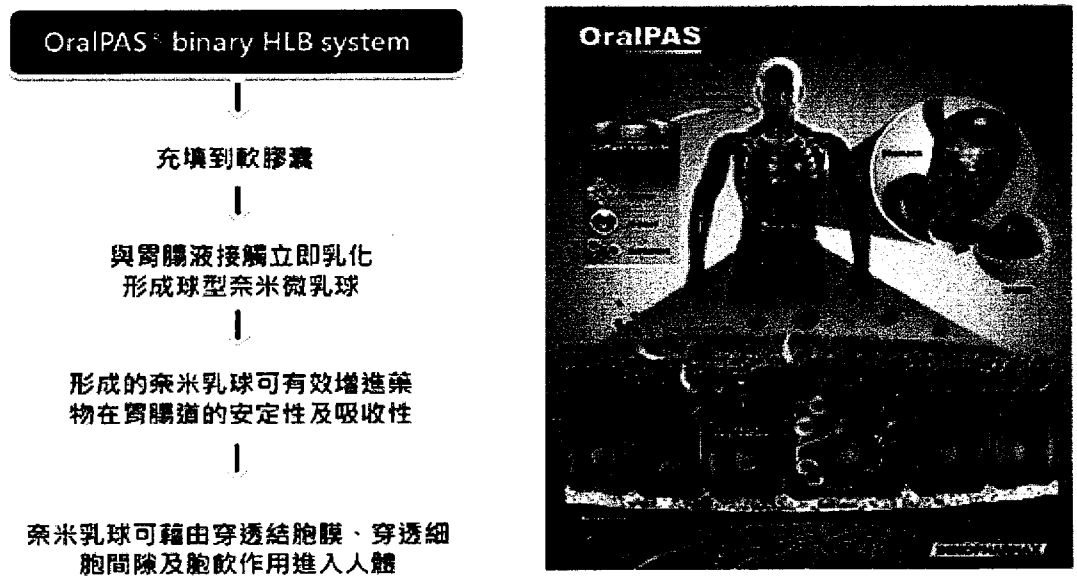 OralPAS® binary HLB system
充填到軟膠囊
與胃腸液接觸立即乳化
形成球型奈米微乳球
形成的奈米乳球可有效增進藥
物在胃腸道的安定性及吸收性
奈米乳球可藉由穿透結胞膜、穿透細
胞間隙及胞飲作用進入人體
OralPAS